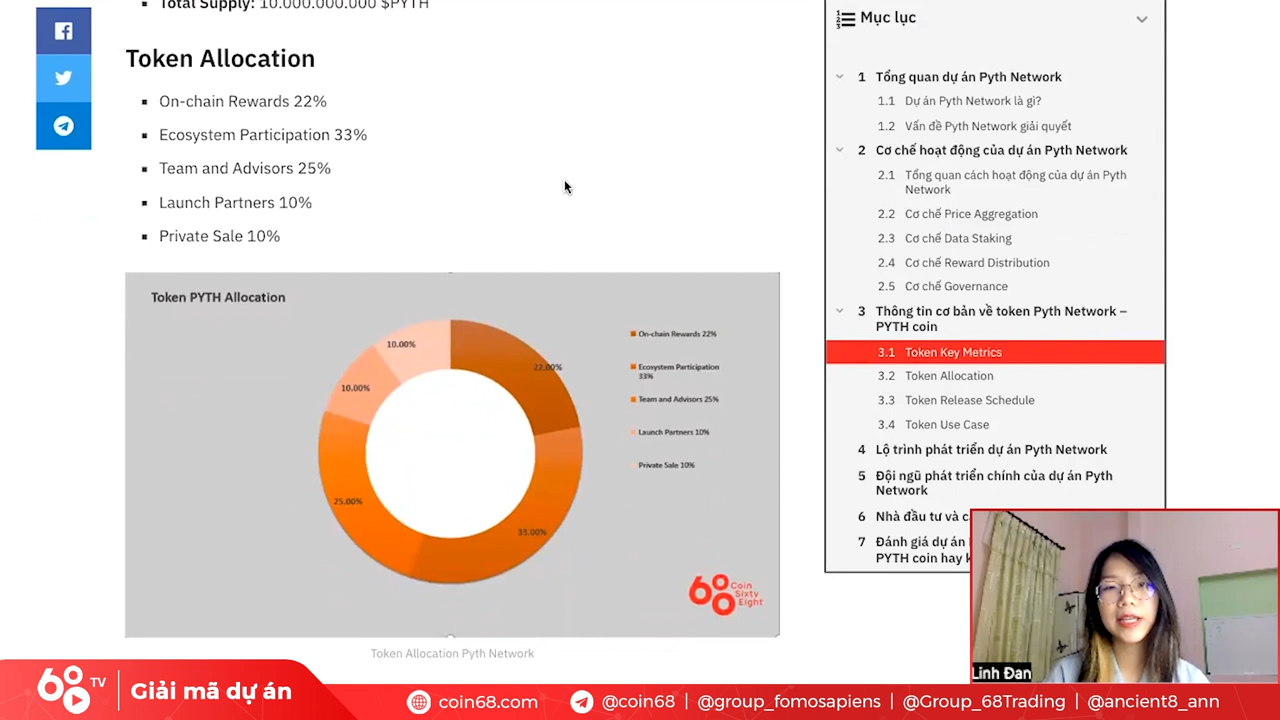 Total Supply: 10.000.000.000 $PYTH
Token Allocation
On-chain Rewards 22%
Ecosystem Participation 33%
Team and Advisors 25%
Launch Partners 10%
Private Sale 10%
Token PYTH Allocation
10.00%
22.00%
10.00%
25.00%
33.00%
On-chain Rewards 22%
Ecosystem Participation
33%
Team and Advisors 25%
Launch Partners 10%
Private Sale 10%
Coin
Sixty
Eight
Token Allocation Pyth Network
Mục lục
1 Tổng quan dự án Pyth Network
1.1 Dự án Pyth Network là gì?
1.2 Vấn đề Pyth Network giải quyết
2 Cơ chế hoạt động của dự án Pyth Network
2.1 Tổng quan cách hoạt động của dự án Pyth
Network
2.2 Cơ chế Price Aggregation
2.3 Cơ chế Data Staking
2.4 Cơ chế Reward Distribution
2.5 Cơ chế Governance
3 Thông tin cơ bản về token Pyth Network –
PYTH coin
3.1 Token Key Metrics
3.2 Token Allocation
3.3 Token Release Schedule
3.4 Token Use Case
4 Lộ trình phát triển dự án Pyth Network
5 Đội ngũ phát triển chính của dự án Pyth
Network
6 Nhà đầu tư và
7 Đánh giá dự án
PYTH coin hay
Linh Đan
68 TV
Giải mã dự án
coin68.com
@coin68 | @group_fomosapiens | @Group_68Trading | @ancient8_ann